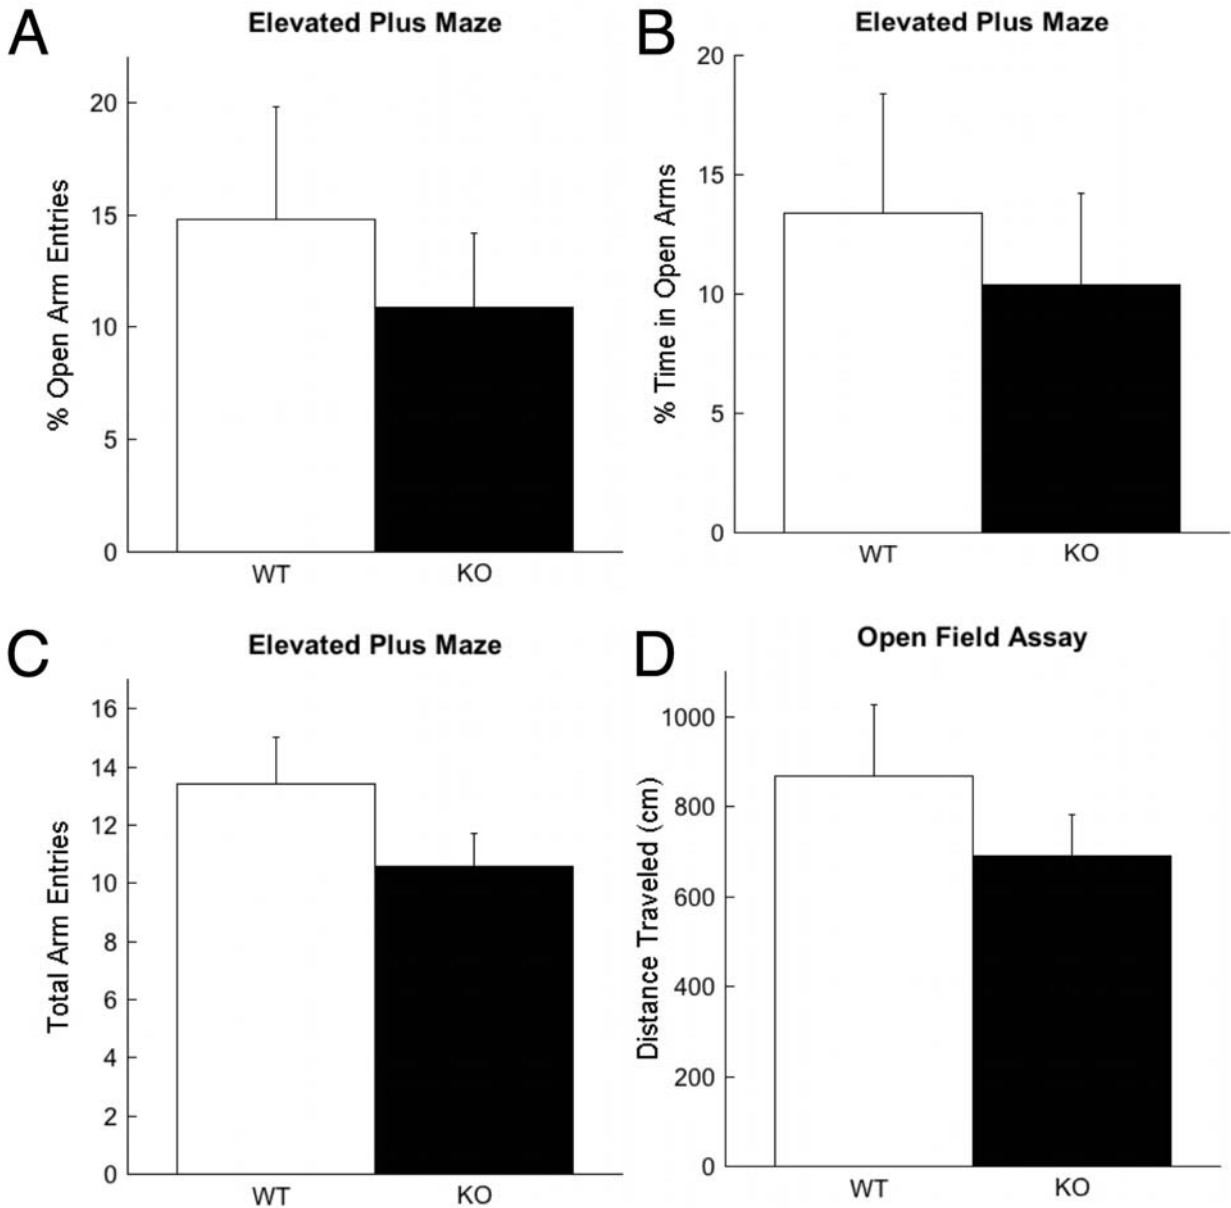 A
Elevated Plus Maze
% Open Arm Entries
20
15
10
5
0
WT
KO
B
Elevated Plus Maze
% Time in Open Arms
20
15
10
5
0
WT
KO
C
Elevated Plus Maze
Total Arm Entries
16
14
12
10
8
6
4
2
0
WT
KO
D
Open Field Assay
Distance Traveled (cm)
1000
800
600
400
200
0
WT
KO